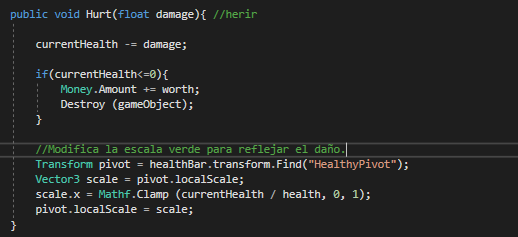 public void Hurt(float damage){ //herir
currentHealth -= damage;
if(currentHealth<=0){
Money.Amount += worth;
Destroy (gameObject);
}
//Modifica la escala verde para reflejar el daño.
Transform pivot = healthBar.transform.Find("HealthyPivot");
Vector3 scale = pivot.localScale;
scale.x = Mathf.Clamp (currentHealth / health, 0, 1);
pivot.localScale = scale;
}